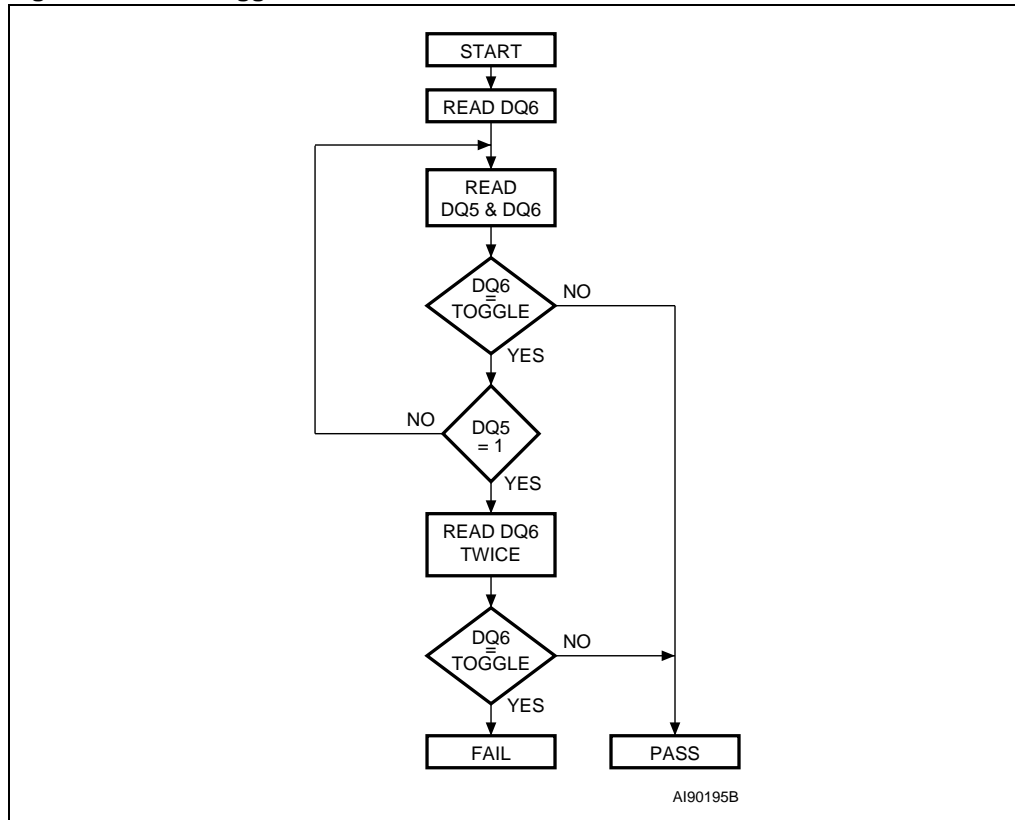 START
READ DQ6
READ
DQ5 & DQ6
DQ6
=
TOGGLE
NO
YES
NO
DQ5
= 1
YES
READ DQ6
TWICE
DQ6
=
TOGGLE
NO
YES
FAIL
PASS
AI90195B